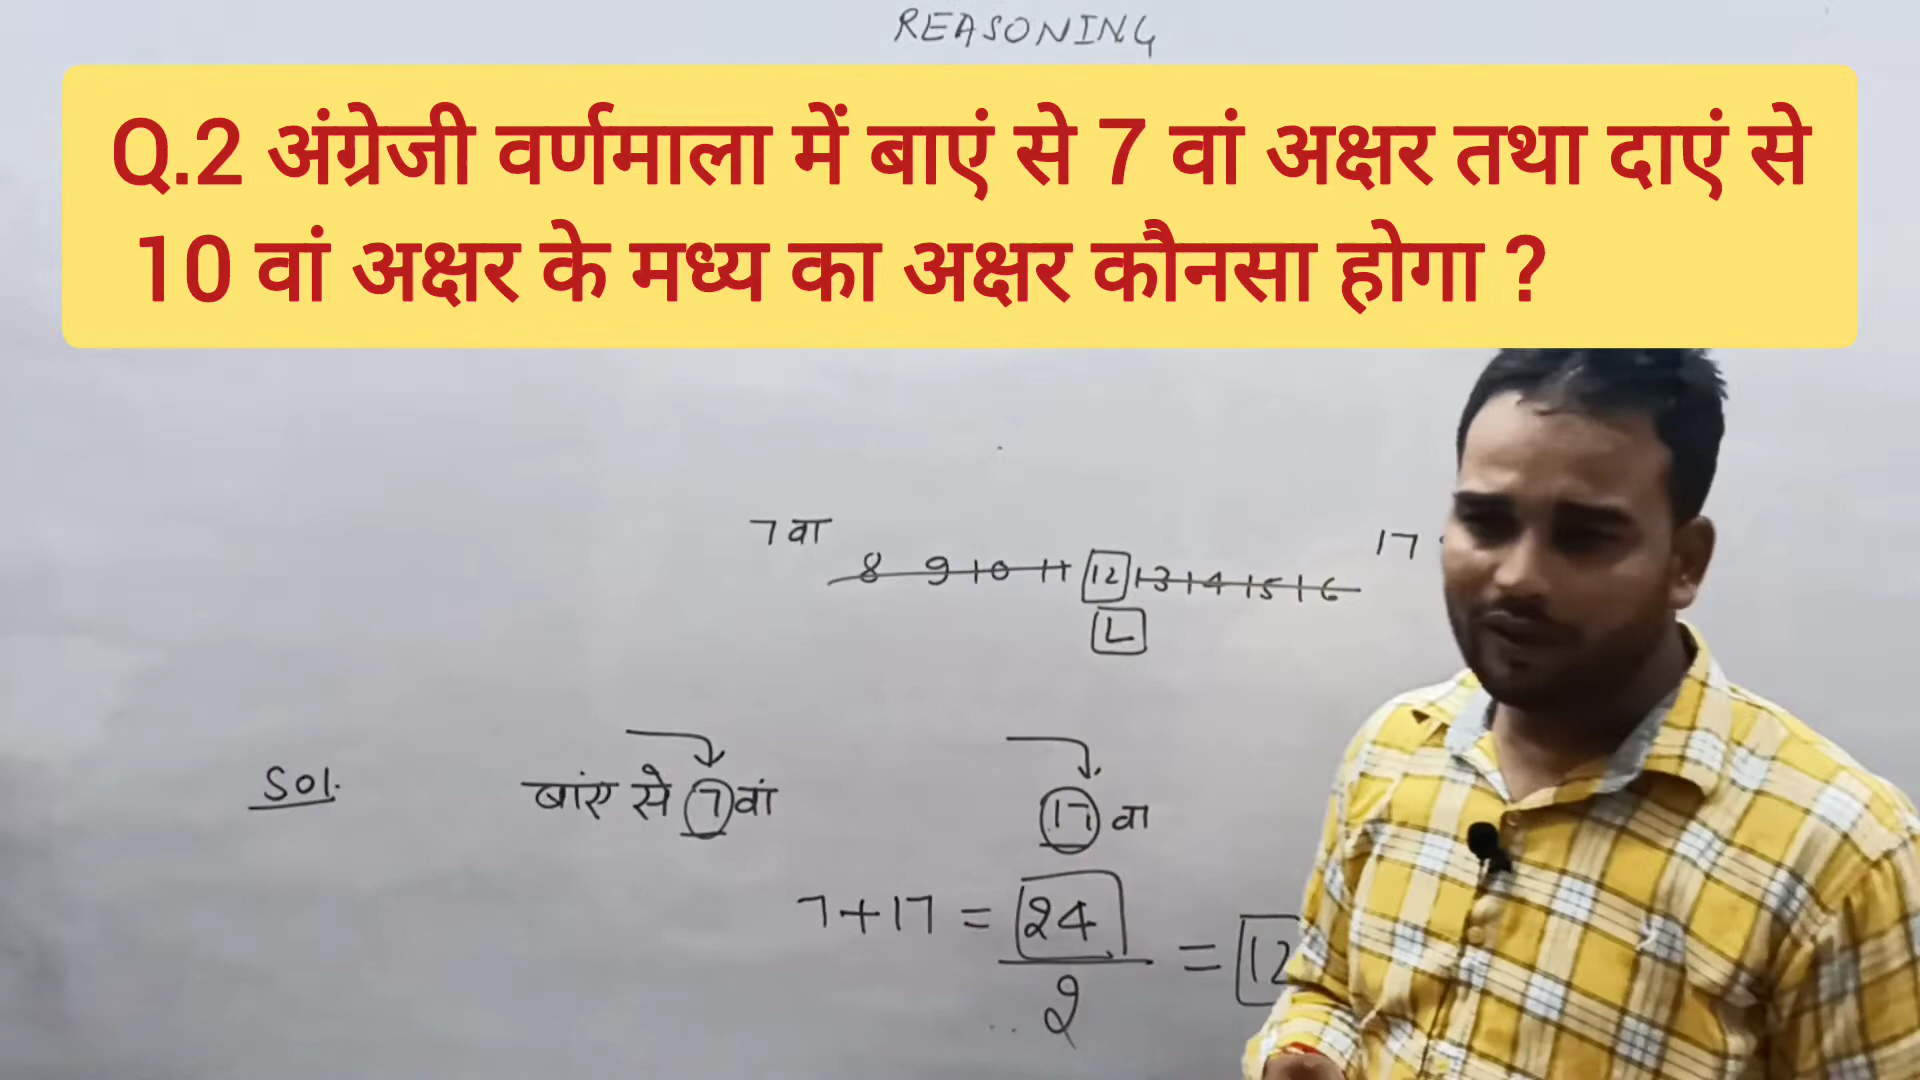 REASONING
Q.2 अंग्रेजी वर्णमाला में बाएं से 7 वां अक्षर तथा दाएं से
10 वां अक्षर के मध्य का अक्षर कौनसा होगा ?
7 वा 8 9 10 11 12 13 14 15 16 17
L
Sol. बांए से 7 वां 17 वा
7+17 = 24 = 12
2